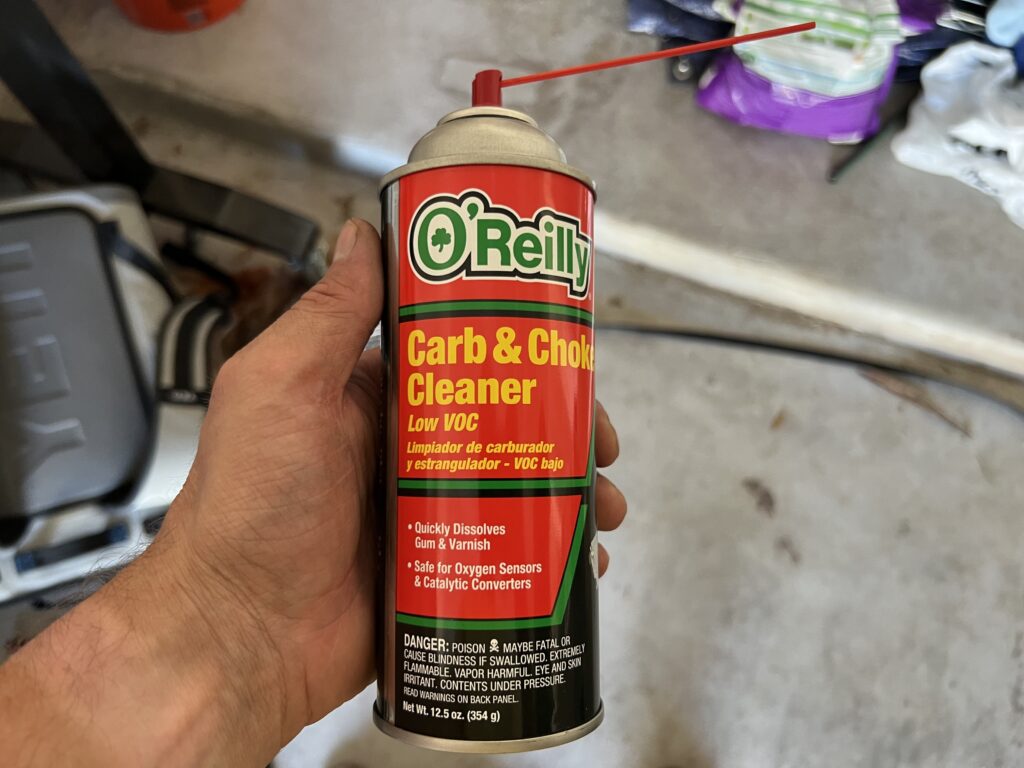 O'Reilly
Carb & Choke
Cleaner
Low VOC
Limpiador de carburador
y estrangulador - VOC bajo
• Quickly Dissolves
Gum & Varnish
• Safe for Oxygen Sensors
& Catalytic Converters
DANGER: POISON MAYBE FATAL OR
CAUSE BLINDNESS IF SWALLOWED. EXTREMELY
FLAMMABLE. VAPOR HARMFUL. EYE AND SKIN
IRRITANT. CONTENTS UNDER PRESSURE.
READ WARNINGS ON BACK PANEL.
Net Wt. 12.5 oz. (354 g)
YETI